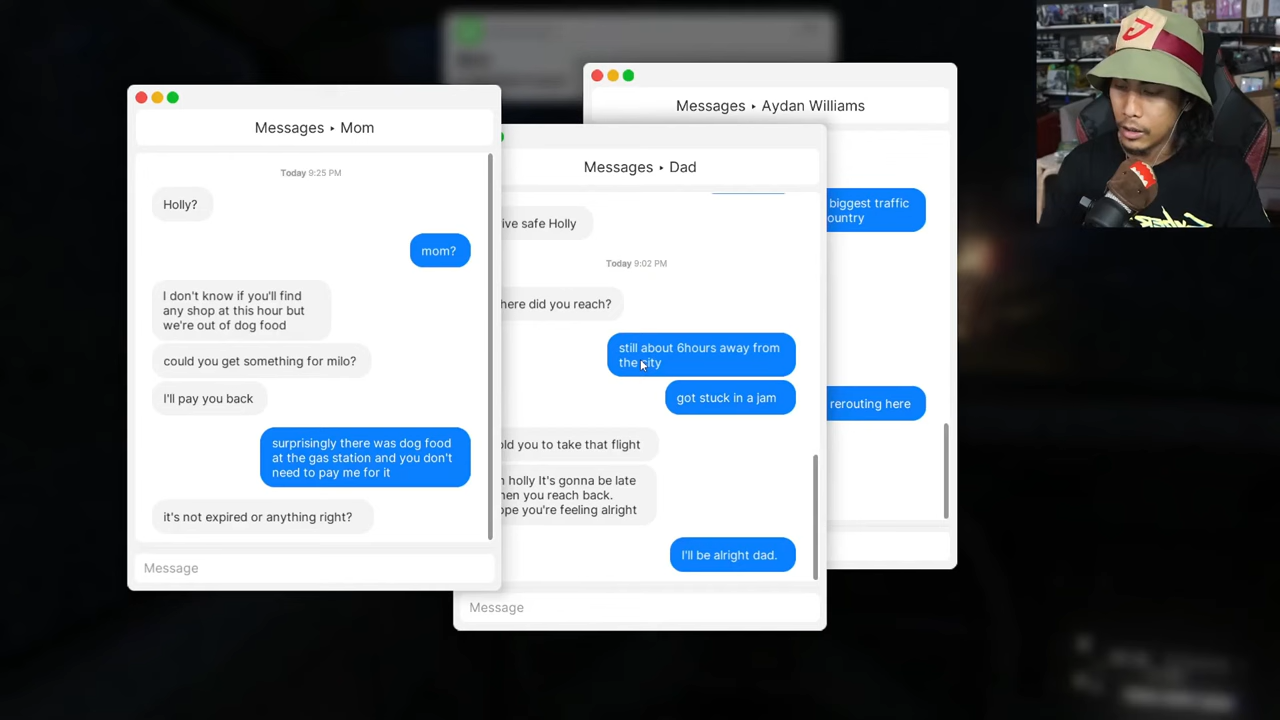 Messages ‣ Mom
Today 9:25 PM
Holly?
mom?
I don't know if you'll find
any shop at this hour but
we're out of dog food
could you get something for milo?
I'll pay you back
surprisingly there was dog food
at the gas station and you don't
need to pay me for it
it's not expired or anything right?
Message
Messages ‣ Dad
ive safe Holly
Today 9:02 PM
here did you reach?
still about 6hours away from
the city
got stuck in a jam
old you to take that flight
holly It's gonna be late
en you reach back.
ope you're feeling alright
I'll be alright dad.
Message
Messages ‣ Aydan Williams
biggest traffic
ountry
rerouting here